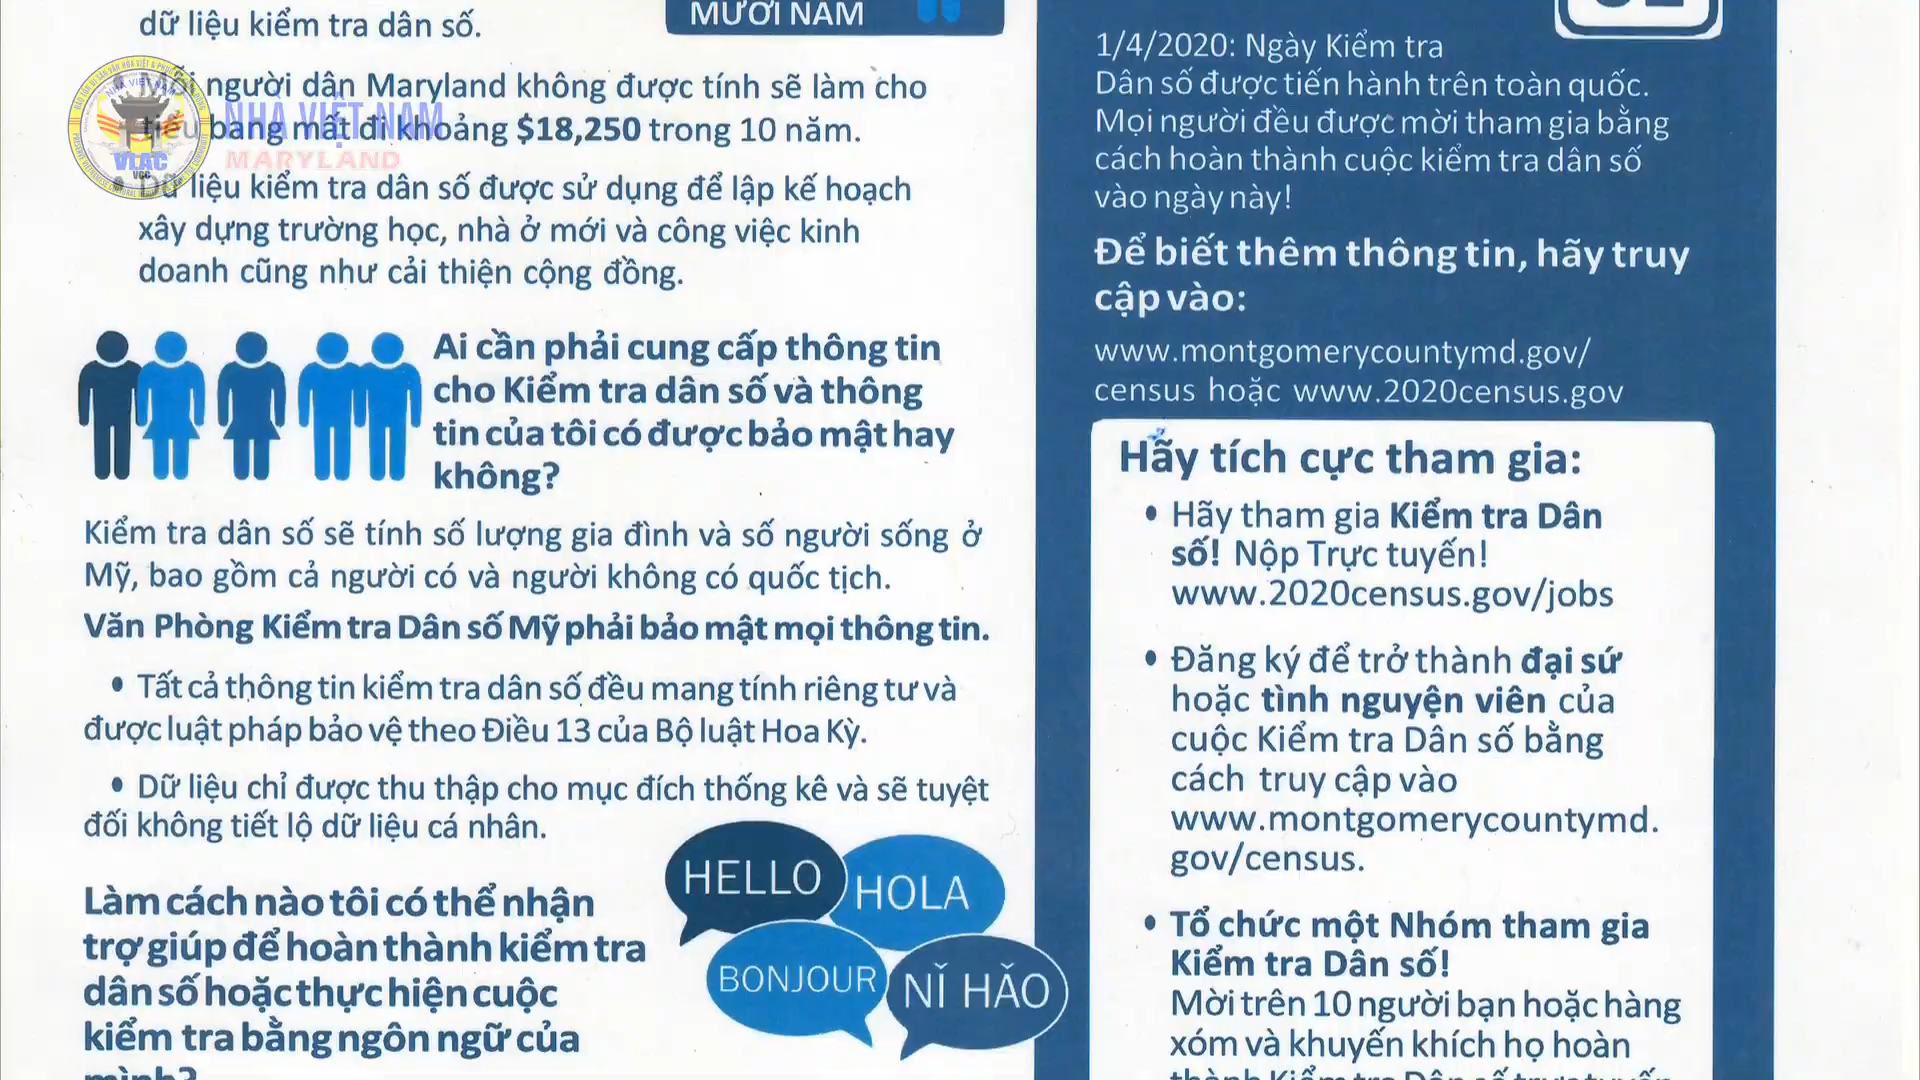 dữ liệu kiểm tra dân số.
MƯỜI NĂM
Mỗi người dân Maryland không được tính sẽ làm cho
tiểu bang mất đi khoảng $18,250 trong 10 năm.
NHÀ VIỆT NAM
MARYLAND
VLAC
VCC
NHÀ VIỆT NAM
• Dữ liệu kiểm tra dân số được sử dụng để lập kế hoạch
xây dựng trường học, nhà ở mới và công việc kinh
doanh cũng như cải thiện cộng đồng.
Ai cần phải cung cấp thông tin
cho Kiểm tra dân số và thông
tin của tôi có được bảo mật hay
không?
Kiểm tra dân số sẽ tính số lượng gia đình và số người sống ở
Mỹ, bao gồm cả người có và người không có quốc tịch.
Văn Phòng Kiểm tra Dân số Mỹ phải bảo mật mọi thông tin.
• Tất cả thông tin kiểm tra dân số đều mang tính riêng tư và
được luật pháp bảo vệ theo Điều 13 của Bộ luật Hoa Kỳ.
• Dữ liệu chỉ được thu thập cho mục đích thống kê và sẽ tuyệt
đối không tiết lộ dữ liệu cá nhân.
Làm cách nào tôi có thể nhận
trợ giúp để hoàn thành kiểm tra
dân số hoặc thực hiện cuộc
kiểm tra bằng ngôn ngữ của
mình?
HELLO
HOLA
BONJOUR
NǏ HǍO
1/4/2020: Ngày Kiểm tra
Dân số được tiến hành trên toàn quốc.
Mọi người đều được mời tham gia bằng
cách hoàn thành cuộc kiểm tra dân số
vào ngày này!
Để biết thêm thông tin, hãy truy
cập vào:
www.montgomerycountymd.gov/
census hoặc www.2020census.gov
Hãy tích cực tham gia:
• Hãy tham gia Kiểm tra Dân
số! Nộp Trực tuyến!
www.2020census.gov/jobs
• Đăng ký để trở thành đại sứ
hoặc tình nguyện viên của
cuộc Kiểm tra Dân số bằng
cách truy cập vào
www.montgomerycountymd.
gov/census.
• Tổ chức một Nhóm tham gia
Kiểm tra Dân số!
Mời trên 10 người bạn hoặc hàng
xóm và khuyến khích họ hoàn
thành Kiểm tra Dân số trực tuyến